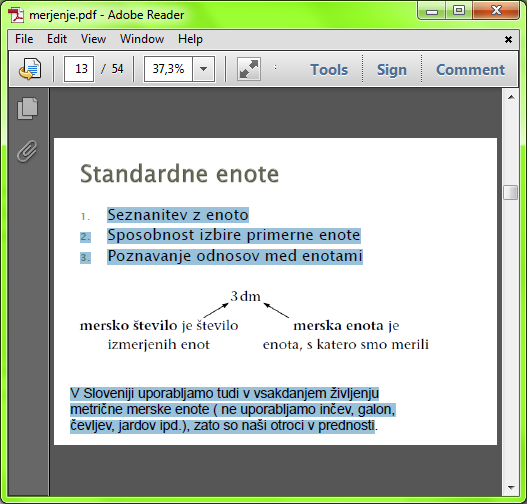 merjenje.pdf - Adobe Reader
File Edit View Window Help
13 / 54 37,3% Tools Sign Comment
Standardne enote
1. Seznanitev z enoto
2. Sposobnost izbire primerne enote
3. Poznavanje odnosov med enotami
3 dm
mersko število je število merska enota je
izmerjenih enot enota, s katero smo merili
V Sloveniji uporabljamo tudi v vsakdanjem življenju
metrične merske enote ( ne uporabljamo inčev, galon,
čevljev, jardov ipd.), zato so naši otroci v prednosti.